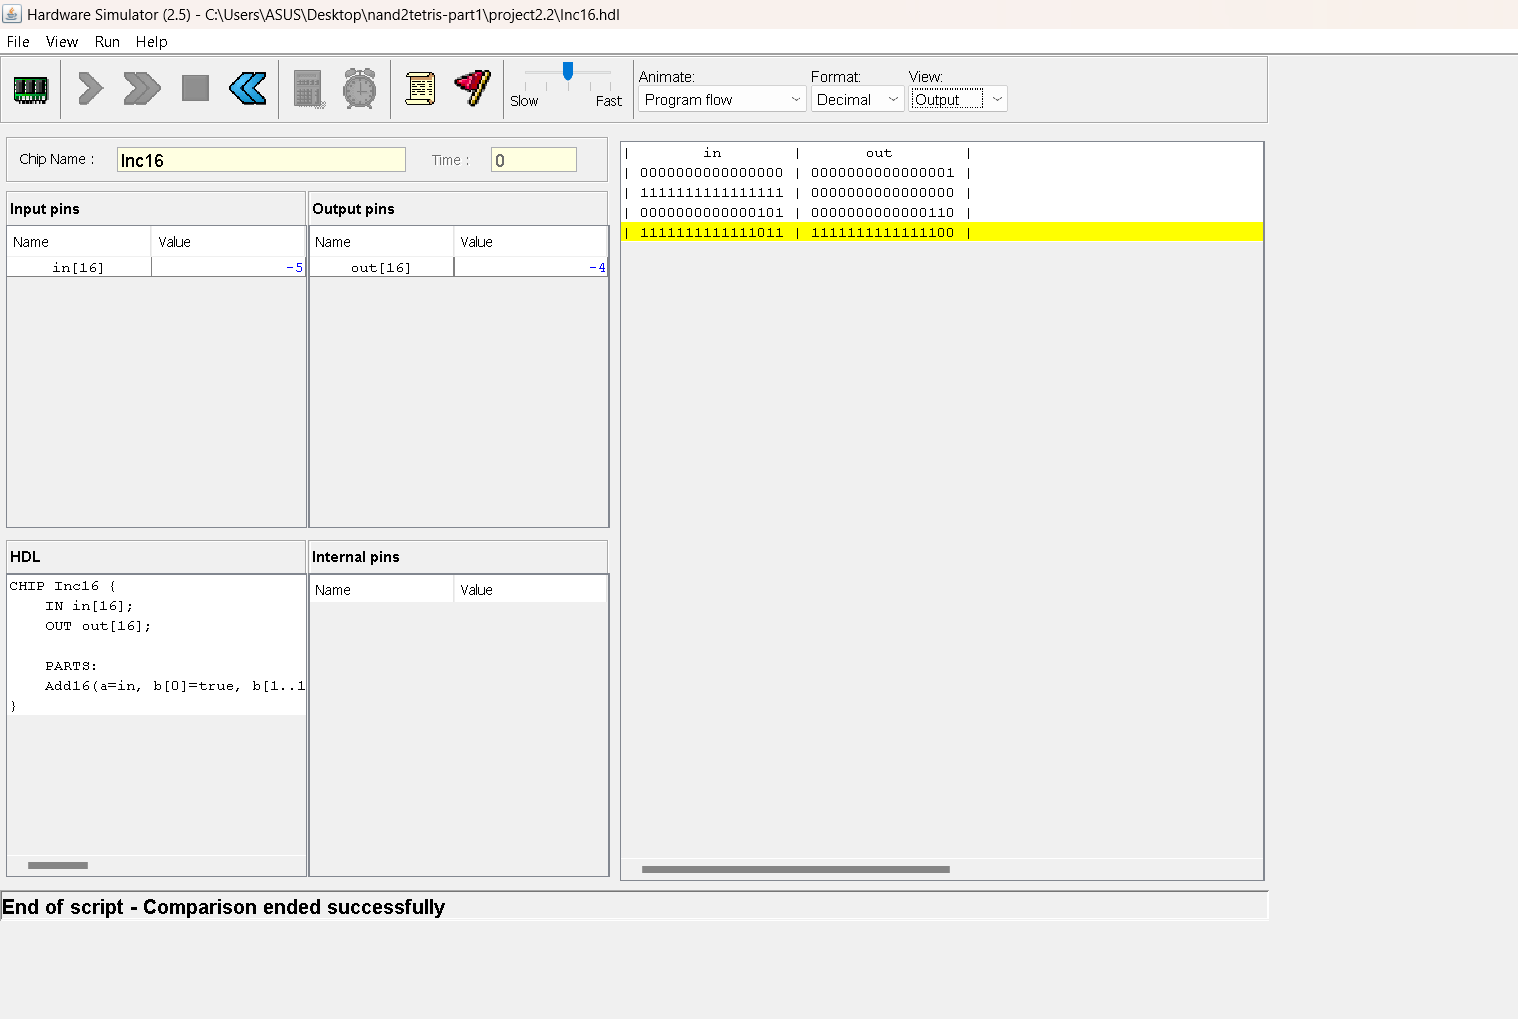 Hardware Simulator (2.5) - C:\Users\ASUS\Desktop\nand2tetris-part1\project2.2\Inc16.hdl
File View Run Help
Slow Fast
Animate: Format: View:
Program flow Decimal Output
Chip Name : Inc16 Time : 0
Input pins
Name Value
in[16] -5
Output pins
Name Value
out[16] -4
| in | out |
| 0000000000000000 | 0000000000000001 |
| 1111111111111111 | 0000000000000000 |
| 0000000000000101 | 0000000000000110 |
| 1111111111111011 | 1111111111111100 |
HDL
CHIP Inc16 {
IN in[16];
OUT out[16];
PARTS:
Add16(a=in, b[0]=true, b[1..1
}
Internal pins
Name Value
End of script - Comparison ended successfully